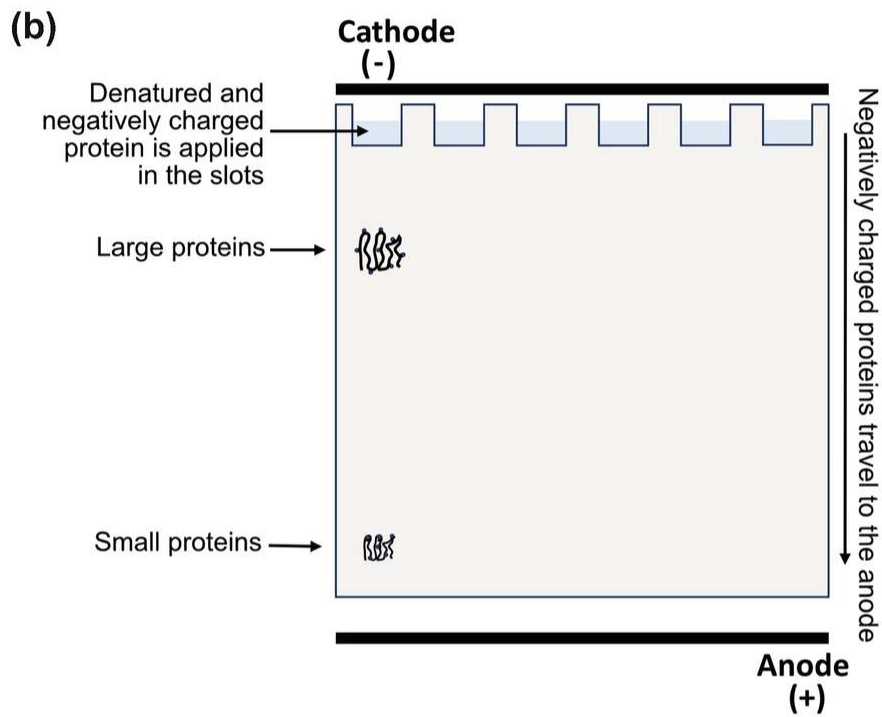 (b)
Cathode
(-)
Denatured and
negatively charged
protein is applied
in the slots
Large proteins
Small proteins
Negatively charged proteins travel to the anode
Anode
(+)